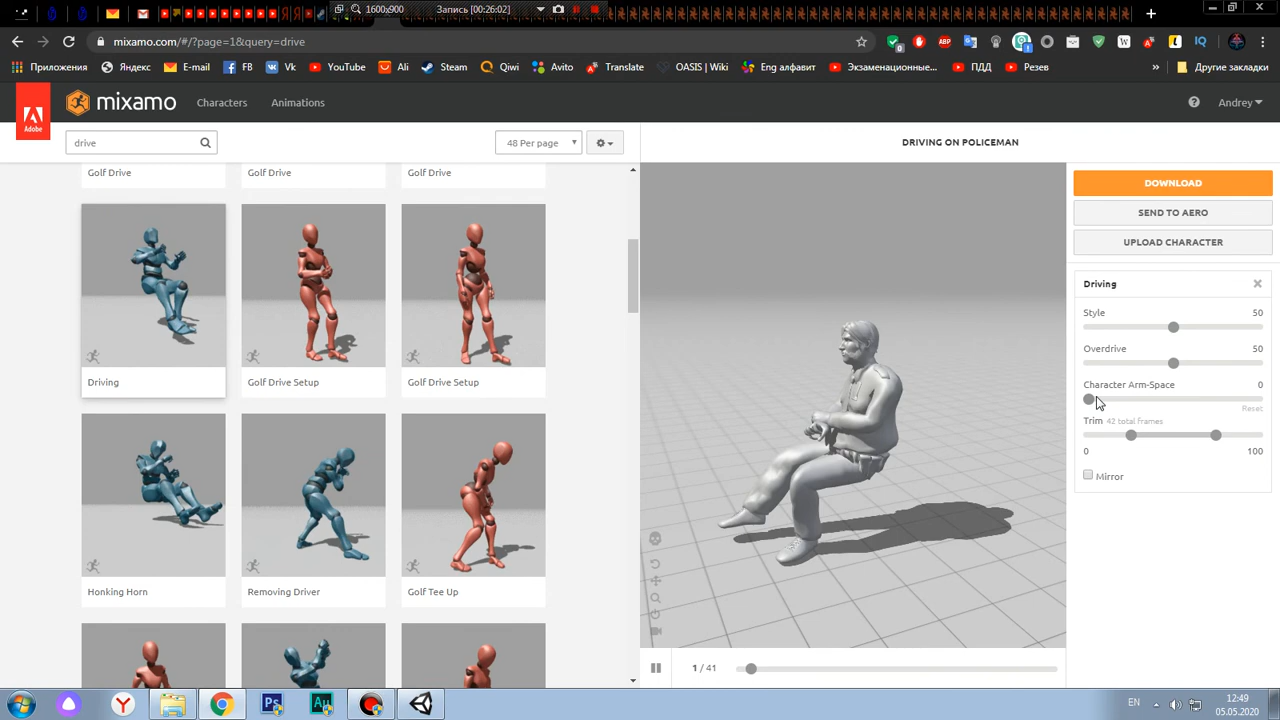 1600x900
Запись [00:26:02]
mixamo.com/#/?page=1&query=drive
Приложения Яндекс E-mail FB Вк YouTube Ali Steam Qiwi Avito Translate OASIS | Wiki Eng алфавит Экзаменационные... ПДД Резев » Другие закладки
Adobe
mixamo Characters Animations
? Andrey
drive
48 Per page
DRIVING ON POLICEMAN
Golf Drive Golf Drive Golf Drive
Driving Golf Drive Setup Golf Drive Setup
Honking Horn Removing Driver Golf Tee Up
DOWNLOAD
SEND TO AERO
UPLOAD CHARACTER
Driving
Style 50
Overdrive 50
Character Arm-Space 0
Reset
Trim 42 total frames
0 100
Mirror
1 / 41
EN
12:49
05.05.2020